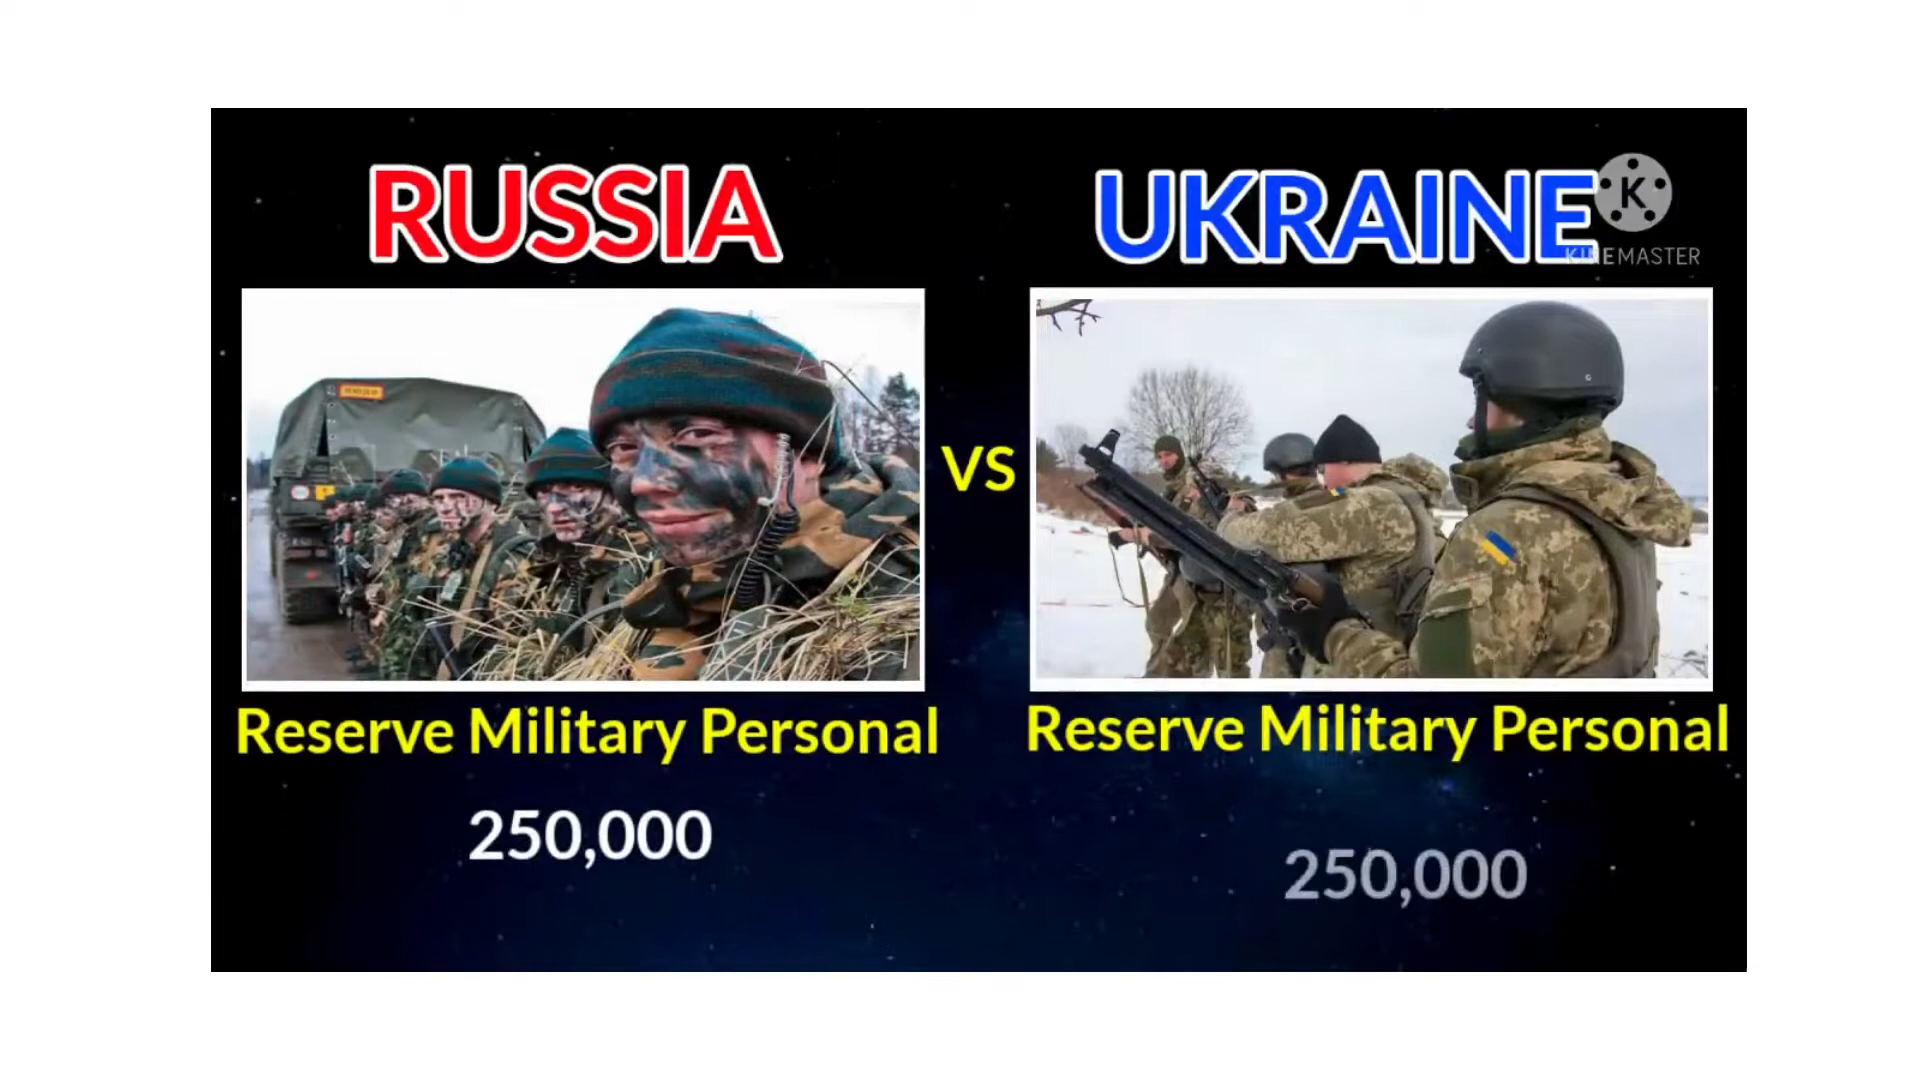 RUSSIA
UKRAINE
K
KINEMASTER
VS
Reserve Military Personal
Reserve Military Personal
250,000
250,000